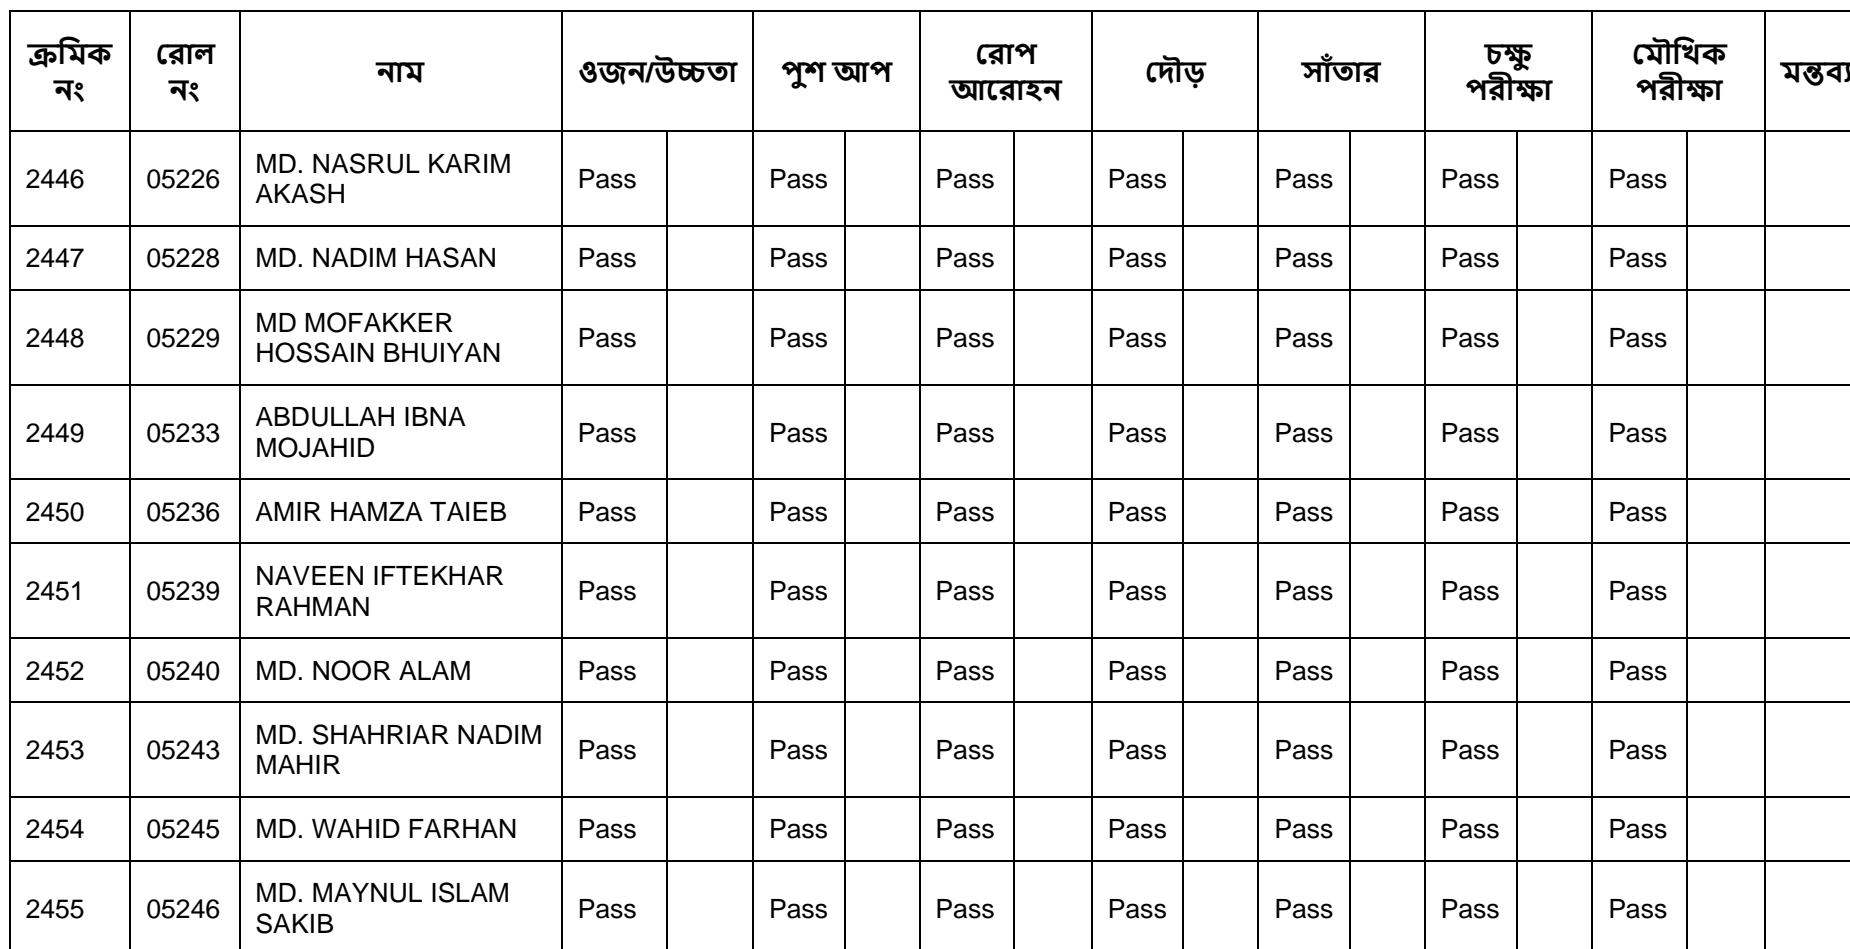 ক্রমিক নং রোল নং নাম ওজন/উচ্চতা পুশ আপ রোপ আরোহন দৌড় সাঁতার চক্ষু পরীক্ষা মৌখিক পরীক্ষা মন্তব্য
2446 05226 MD. NASRUL KARIM AKASH Pass Pass Pass Pass Pass Pass Pass
2447 05228 MD. NADIM HASAN Pass Pass Pass Pass Pass Pass Pass
2448 05229 MD MOFAKKER HOSSAIN BHUIYAN Pass Pass Pass Pass Pass Pass Pass
2449 05233 ABDULLAH IBNA MOJAHID Pass Pass Pass Pass Pass Pass Pass
2450 05236 AMIR HAMZA TAIEB Pass Pass Pass Pass Pass Pass Pass
2451 05239 NAVEEN IFTEKHAR RAHMAN Pass Pass Pass Pass Pass Pass Pass
2452 05240 MD. NOOR ALAM Pass Pass Pass Pass Pass Pass Pass
2453 05243 MD. SHAHRIAR NADIM MAHIR Pass Pass Pass Pass Pass Pass Pass
2454 05245 MD. WAHID FARHAN Pass Pass Pass Pass Pass Pass Pass
2455 05246 MD. MAYNUL ISLAM SAKIB Pass Pass Pass Pass Pass Pass Pass